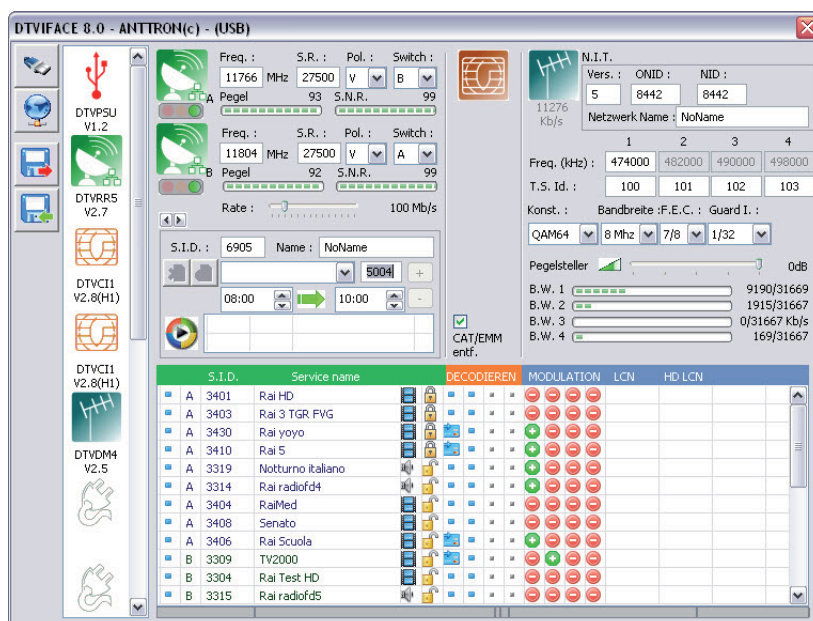 DTVIFACE 8.0 - ANTTRON(c) - (USB)
DTVPSU
V1.2
DTVRR5
V2.7
DTVCI1
V2.8(H1)
DTVCI1
V2.8(H1)
DTVDM4
V2.5
Freq. : S.R. : Pol. : Switch :
11766 MHz 27500 V B
A Pegel 93 S.N.R. 99
Freq. : S.R. : Pol. : Switch :
11804 MHz 27500 V A
B Pegel 92 S.N.R. 99
Rate : 100 Mb/s
S.I.D. : 6905 Name : NoName
5004 +
08:00 10:00 -
CAT/EMM
entf.
11276
Kb/s
N.I.T.
Vers. : ONID : NID :
5 8442 8442
Netzwerk Name : NoName
1 2 3 4
Freq. (kHz) : 474000 482000 490000 498000
T.S. Id. : 100 101 102 103
Konst. : Bandbreite : F.E.C. : Guard I. :
QAM64 8 Mhz 7/8 1/32
Pegelsteller 0dB
B.W. 1 9190/31669
B.W. 2 1915/31667
B.W. 3 0/31667 Kb/s
B.W. 4 169/31667
S.I.D. Service name DECODIEREN MODULATION LCN HD LCN
A 3401 Rai HD
A 3403 Rai 3 TGR FVG
A 3430 Rai yoyo
A 3410 Rai 5
A 3319 Notturno italiano
A 3314 Rai radiofd4
A 3404 RaiMed
A 3408 Senato
A 3406 Rai Scuola
B 3309 TV2000
B 3304 Rai Test HD
B 3315 Rai radiofd5